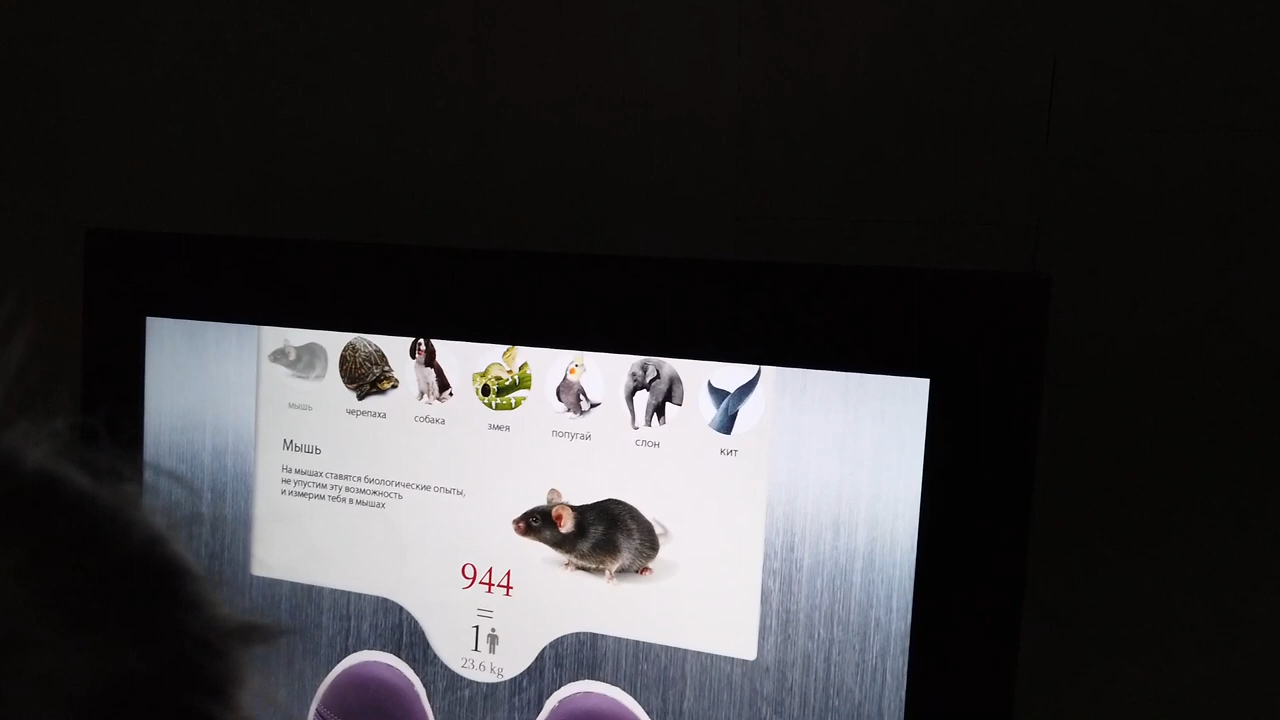 мышь
черепаха
собака
змея
попугай
слон
кит
Мышь
На мышах ставятся биологические опыты,
не упустим эту возможность
и измерим тебя в мышах
944
=
1
23.6 kg